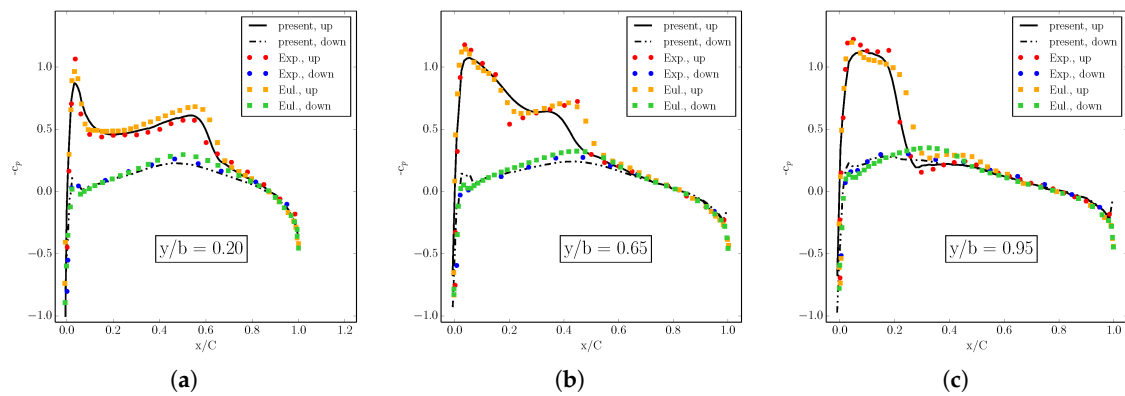 present, up
present, down
Exp., up
Exp., down
Eul., up
Eul., down
1.0
0.5
0.0
−0.5
−1.0
-cₚ
y/b = 0.20
0.0 0.2 0.4 0.6 0.8 1.0 1.2
x/C
(a)
present, up
present, down
Exp., up
Exp., down
Eul., up
Eul., down
1.0
0.5
0.0
−0.5
−1.0
-cₚ
y/b = 0.65
0.0 0.2 0.4 0.6 0.8 1.0
x/C
(b)
present, up
present, down
Exp., up
Exp., down
Eul., up
Eul., down
1.0
0.5
0.0
−0.5
−1.0
-cₚ
y/b = 0.95
0.0 0.2 0.4 0.6 0.8 1.0
x/C
(c)